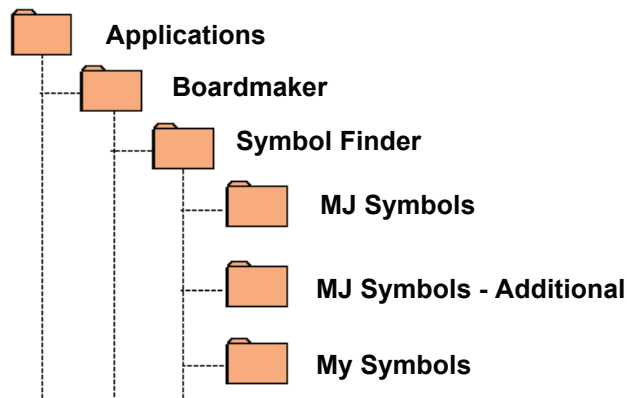 Applications
Boardmaker
Symbol Finder
MJ Symbols
MJ Symbols - Additional
My Symbols